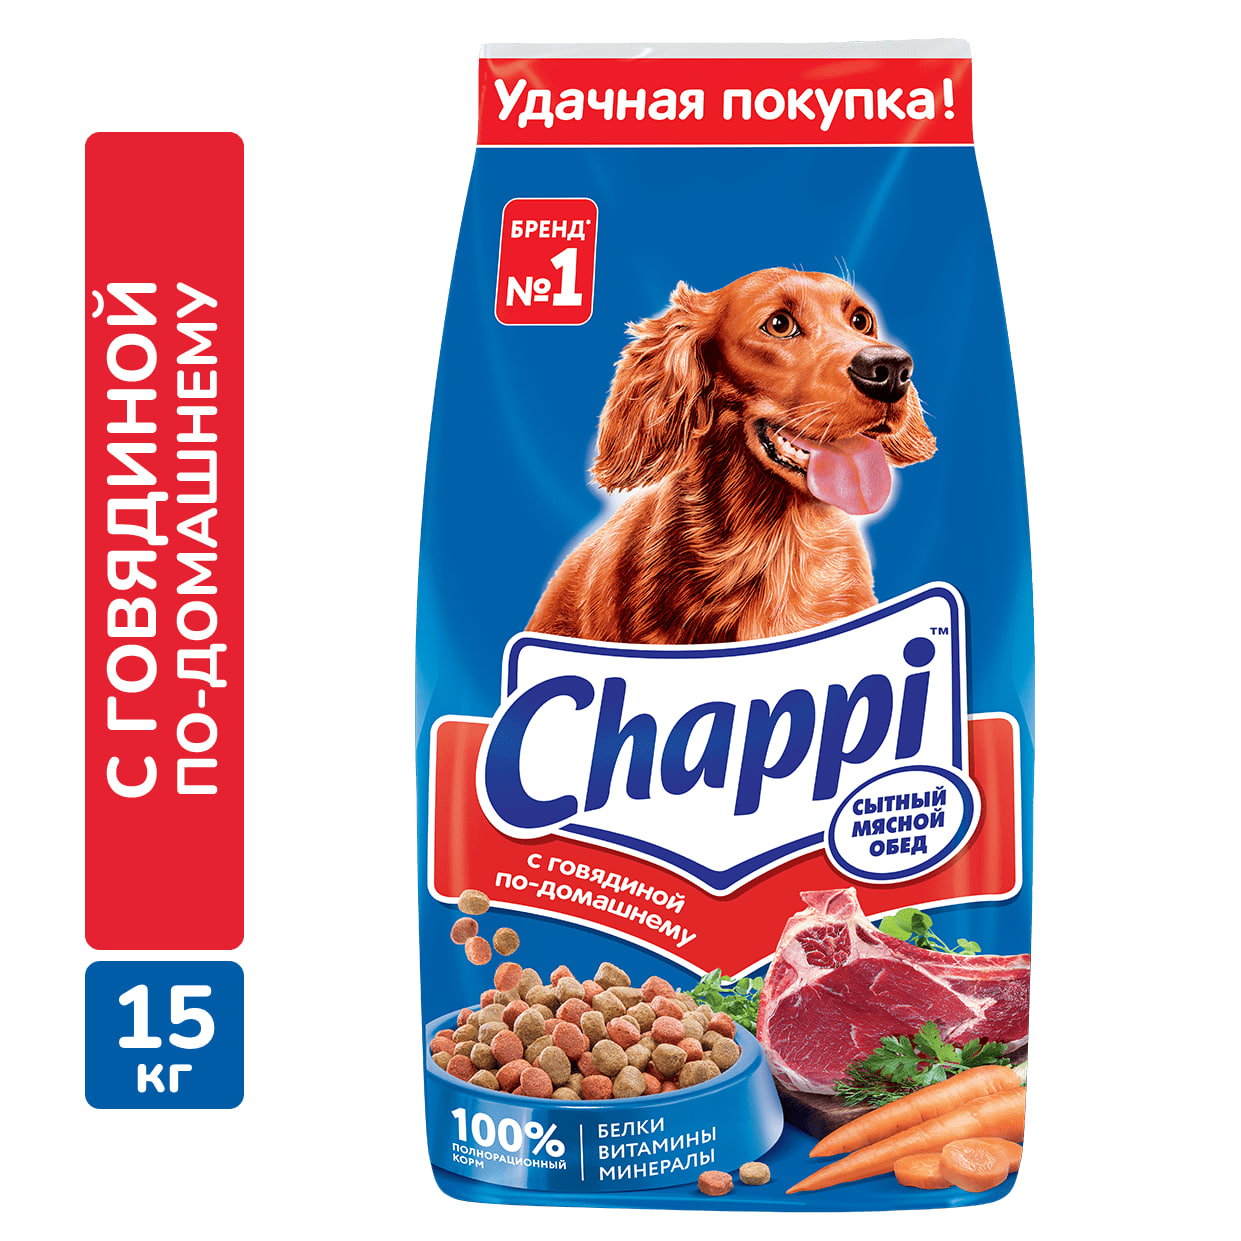 С ГОВЯДИНОЙ
ПО-ДОМАШНЕМУ
15
кг
Удачная покупка!
БРЕНД*
№1
Chappi™
СЫТНЫЙ
МЯСНОЙ
ОБЕД
с говядиной
по-домашнему
100%
ПОЛНОРАЦИОННЫЙ
КОРМ
БЕЛКИ
ВИТАМИНЫ
МИНЕРАЛЫ